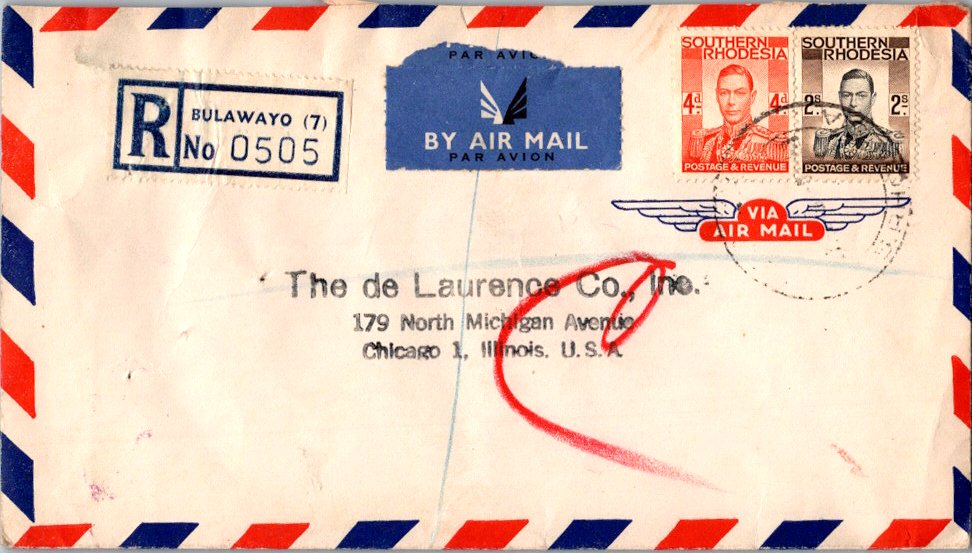 PAR AVION
BY AIR MAIL
PAR AVION
R
BULAWAYO (7)
No 0505
SOUTHERN
RHODESIA
4d. 4d.
POSTAGE & REVENUE
SOUTHERN
RHODESIA
2s. 2s.
POSTAGE & REVENUE
VIA
AIR MAIL
The de Laurence Co., Inc.
179 North Michigan Avenue
Chicago 1, Illinois. U.S.A.